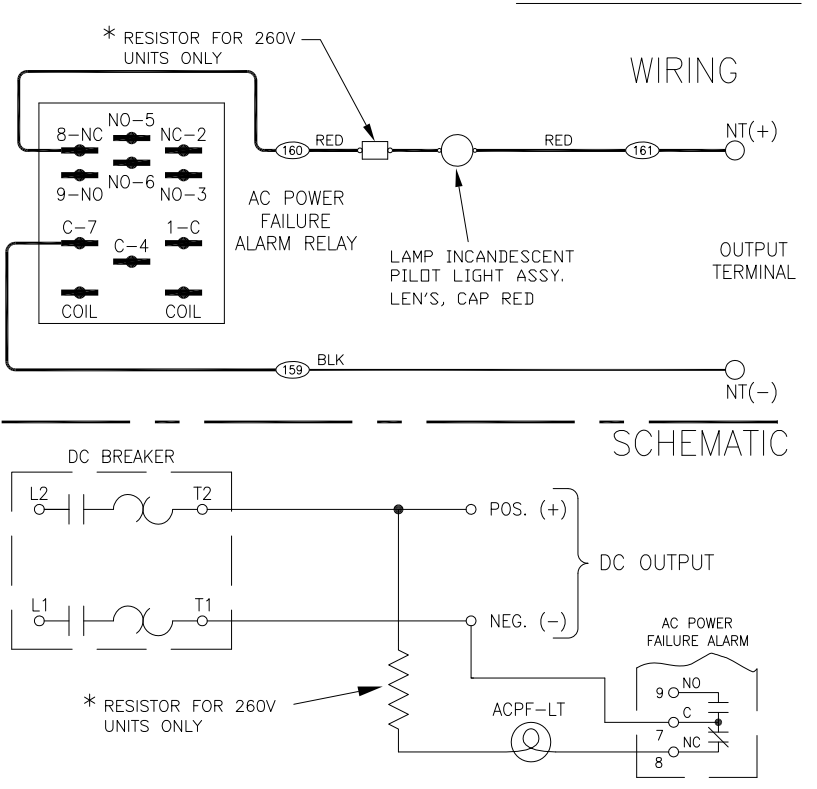 * RESISTOR FOR 260V
UNITS ONLY
WIRING
NO-5
8-NC
NC-2
160
RED
RED
161
NT(+)
9-NO
NO-6
NO-3
AC POWER
FAILURE
ALARM RELAY
C-7
1-C
C-4
COIL
COIL
LAMP INCANDESCENT
PILOT LIGHT ASSY.
LEN'S, CAP RED
OUTPUT
TERMINAL
159
BLK
NT(-)
SCHEMATIC
DC BREAKER
L2
T2
POS. (+)
DC OUTPUT
L1
T1
NEG. (-)
AC POWER
FAILURE ALARM
* RESISTOR FOR 260V
UNITS ONLY
ACPF-LT
9
NO
C
7
NC
8